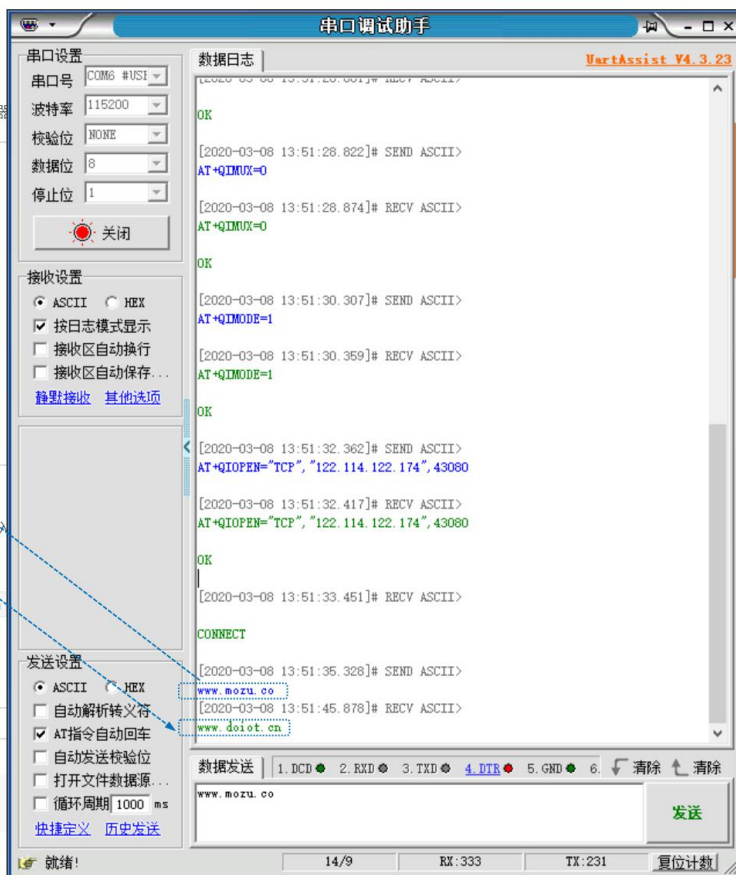 串口调试助手
串口设置
串口号 COM6 #USE
波特率 115200
校验位 NONE
数据位 8
停止位 1
关闭
接收设置
ASCII HEX
按日志模式显示
接收区自动换行
接收区自动保存...
静默接收 其他选项
数据日志 UartAssist V4.3.23
OK
[2020-03-08 13:51:28.822]# SEND ASCII>
AT+QIMUX=0
[2020-03-08 13:51:28.874]# RECV ASCII>
AT+QIMUX=0
OK
[2020-03-08 13:51:30.307]# SEND ASCII>
AT+QIMODE=1
[2020-03-08 13:51:30.359]# RECV ASCII>
AT+QIMODE=1
OK
[2020-03-08 13:51:32.362]# SEND ASCII>
AT+QIOPEN="TCP","122.114.122.174",43080
[2020-03-08 13:51:32.417]# RECV ASCII>
AT+QIOPEN="TCP","122.114.122.174",43080
OK
[2020-03-08 13:51:33.451]# RECV ASCII>
CONNECT
[2020-03-08 13:51:35.328]# SEND ASCII>
www.mozu.co
[2020-03-08 13:51:45.878]# RECV ASCII>
www.doiot.cn
发送设置
ASCII HEX
自动解析转义符
AT指令自动回车
自动发送校验位
打开文件数据源...
循环周期 1000 ms
快捷定义 历史发送
数据发送 1.DCD 2.RXD 3.TXD 4.DTR 5.GND 6. 清除 清除
www.mozu.co
发送
就绪! 14/9 RX:333 TX:231 复位计数